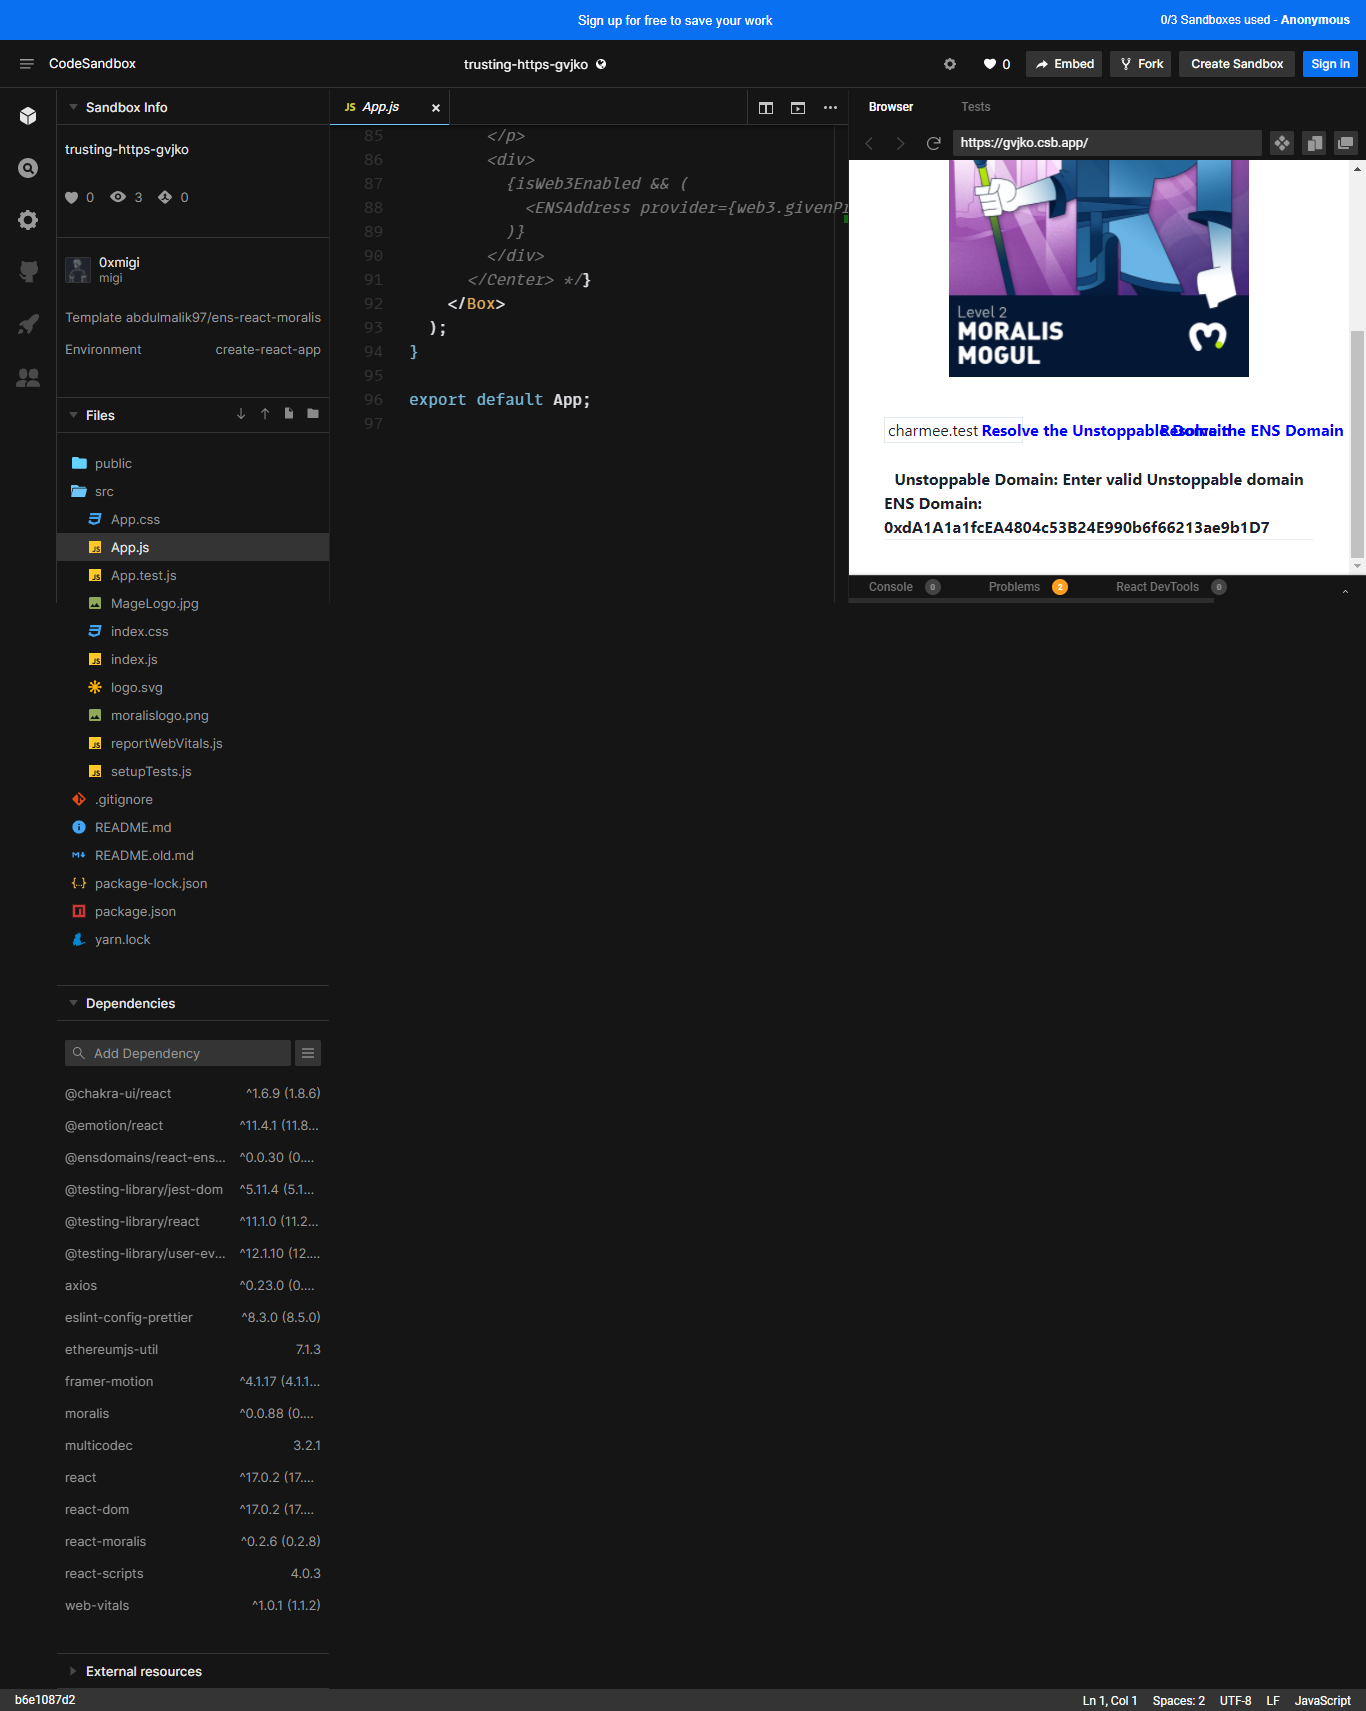 Sign up for free to save your work
0/3 Sandboxes used - Anonymous
CodeSandbox
trusting-https-gvjko
0
Embed
Fork
Create Sandbox
Sign in
Sandbox Info
trusting-https-gvjko
0 3 0
0xmigi
migi
Template abdulmalik97/ens-react-moralis
Environment create-react-app
Files
public
src
App.css
App.js
App.test.js
MageLogo.jpg
index.css
index.js
logo.svg
moralislogo.png
reportWebVitals.js
setupTests.js
.gitignore
README.md
README.old.md
package-lock.json
package.json
yarn.lock
Dependencies
Add Dependency
@chakra-ui/react ^1.6.9 (1.8.6)
@emotion/react ^11.4.1 (11.8...
@ensdomains/react-ens... ^0.0.30 (0....
@testing-library/jest-dom ^5.11.4 (5.1...
@testing-library/react ^11.1.0 (11.2...
@testing-library/user-ev... ^12.1.10 (12....
axios ^0.23.0 (0....
eslint-config-prettier ^8.3.0 (8.5.0)
ethereumjs-util 7.1.3
framer-motion ^4.1.17 (4.1.1...
moralis ^0.0.88 (0....
multicodec 3.2.1
react ^17.0.2 (17....
react-dom ^17.0.2 (17....
react-moralis ^0.2.6 (0.2.8)
react-scripts 4.0.3
web-vitals ^1.0.1 (1.1.2)
External resources
JS App.js
85 </p>
86 <div>
87 {isWeb3Enabled && (
88 <ENSAddress provider={web3.givenPr
89 )}
90 </div>
91 </Center> */}
92 </Box>
93 );
94 }
95
96 export default App;
97
Browser
Tests
https://gvjko.csb.app/
Level 2
MORALIS
MOGUL
charmee.test Resolve the Unstoppable Domain Resolve the ENS Domain
Unstoppable Domain: Enter valid Unstoppable domain
ENS Domain:
0xdA1A1a1fcEA4804c53B24E990b6f66213ae9b1D7
Console 0
Problems 2
React DevTools 0
b6e1087d2
Ln 1, Col 1
Spaces: 2
UTF-8
LF
JavaScript